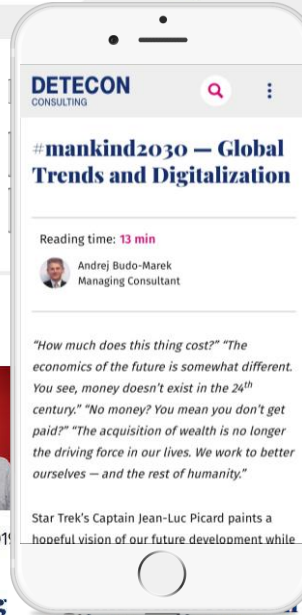 DETECON
CONSULTING
#mankind2030 — Global
Trends and Digitalization
Reading time: 13 min
Andrej Budo-Marek
Managing Consultant
“How much does this thing cost?” “The
economics of the future is somewhat different.
You see, money doesn’t exist in the 24th
century.” “No money? You mean you don’t get
paid?” “The acquisition of wealth is no longer
the driving force in our lives. We work to better
ourselves — and the rest of humanity.”
Star Trek’s Captain Jean-Luc Picard paints a
hopeful vision of our future development while